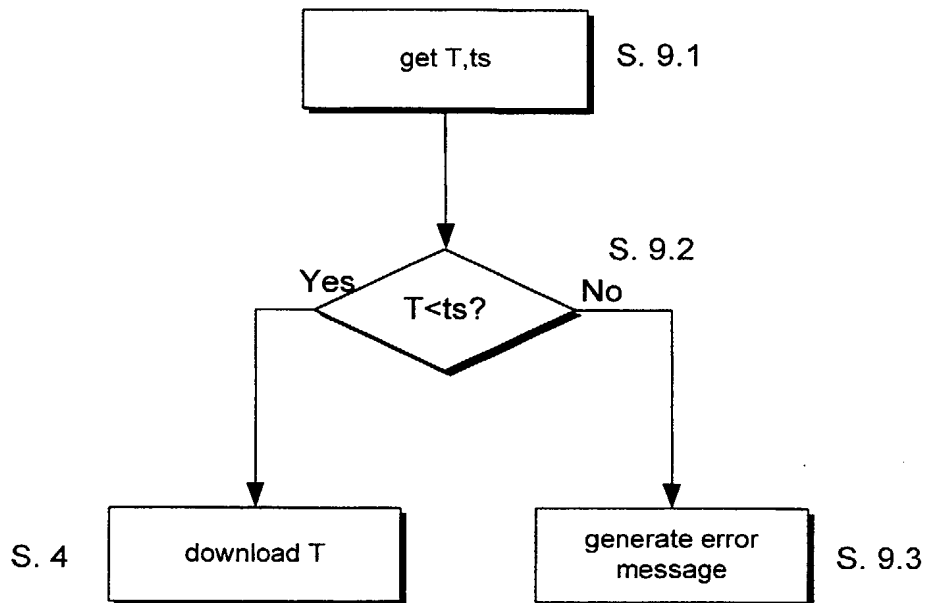 get T,ts
S. 9.1
S. 9.2
Yes
T<ts?
No
S. 4
download T
generate error
message
S. 9.3